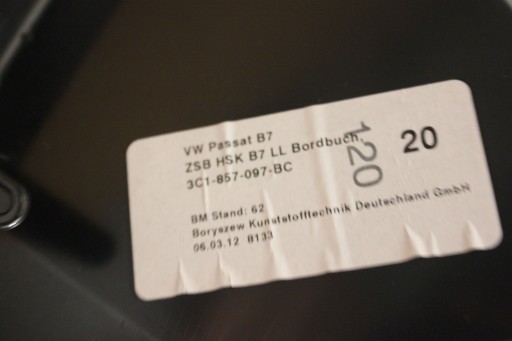 VW Passat B7
ZSB HSK B7 LL Bordbuch,
3C1-857-097-BC
120
20
BM Stand: 62
Boryszew Kunststofftechnik Deutschland GmbH
06.03.12 8133